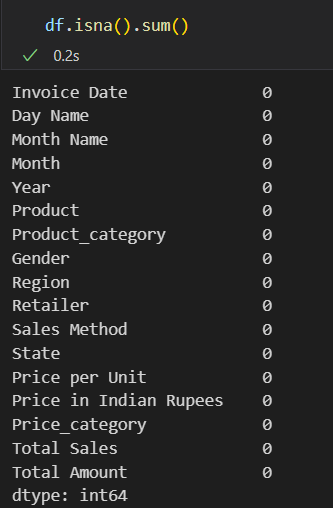 df.isna().sum()
0.2s
Invoice Date 0
Day Name 0
Month Name 0
Month 0
Year 0
Product 0
Product_category 0
Gender 0
Region 0
Retailer 0
Sales Method 0
State 0
Price per Unit 0
Price in Indian Rupees 0
Price_category 0
Total Sales 0
Total Amount 0
dtype: int64